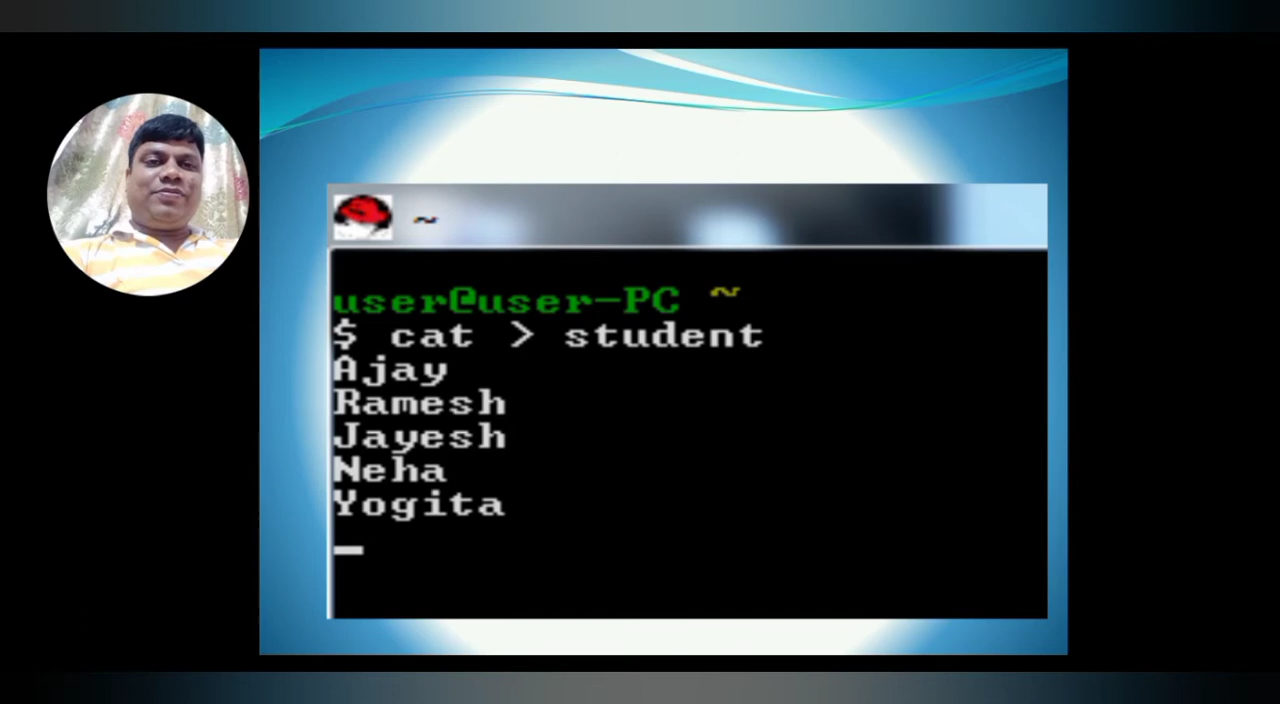 ~
user@user-PC ~
$ cat > student
Ajay
Ramesh
Jayesh
Neha
Yogita